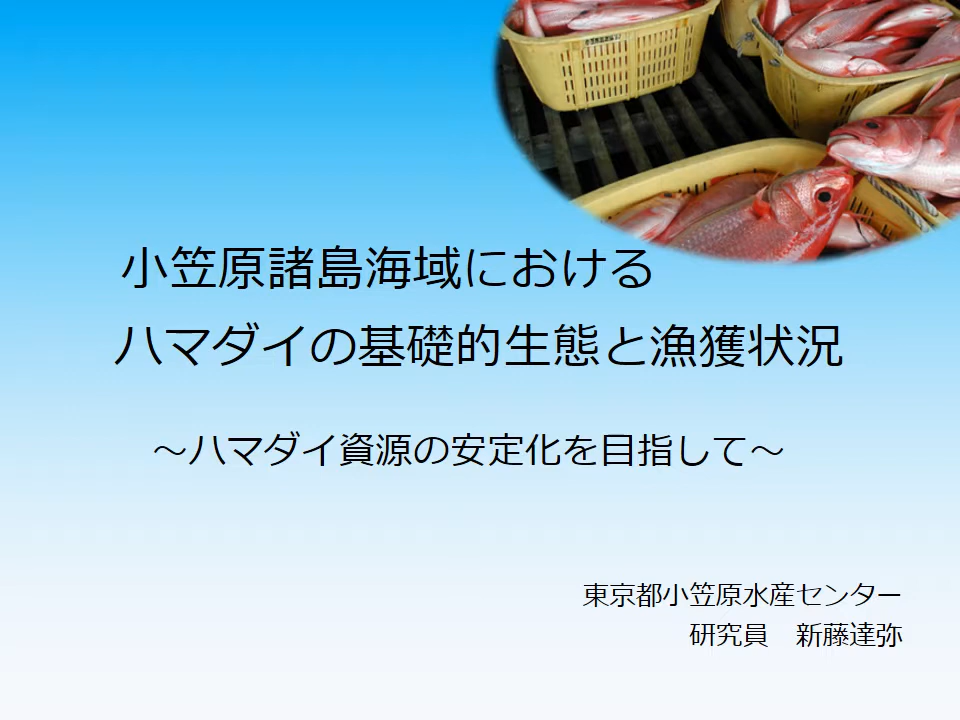 小笠原諸島海域における
ハマダイの基礎的生態と漁獲状況
～ハマダイ資源の安定化を目指して～
東京都小笠原水産センター
研究員　新藤達弥